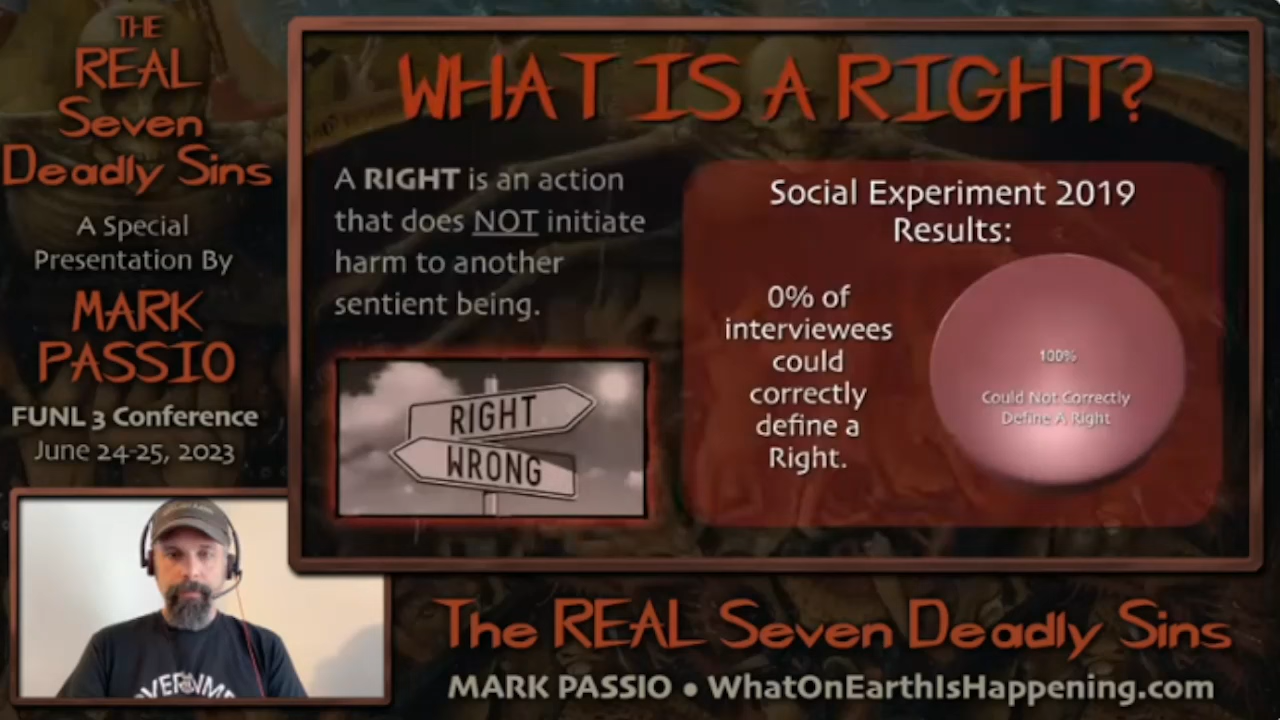 THE
REAL
Seven
Deadly Sins
A Special
Presentation By
MARK
PASSIO
FUNL 3 Conference
June 24-25, 2023
WHAT IS A RIGHT?
A RIGHT is an action
that does NOT initiate
harm to another
sentient being.
RIGHT
WRONG
Social Experiment 2019
Results:
0% of
interviewees
could
correctly
define a
Right.
100%
Could Not Correctly
Define A Right
The REAL Seven Deadly Sins
MARK PASSIO • WhatOnEarthIsHappening.com